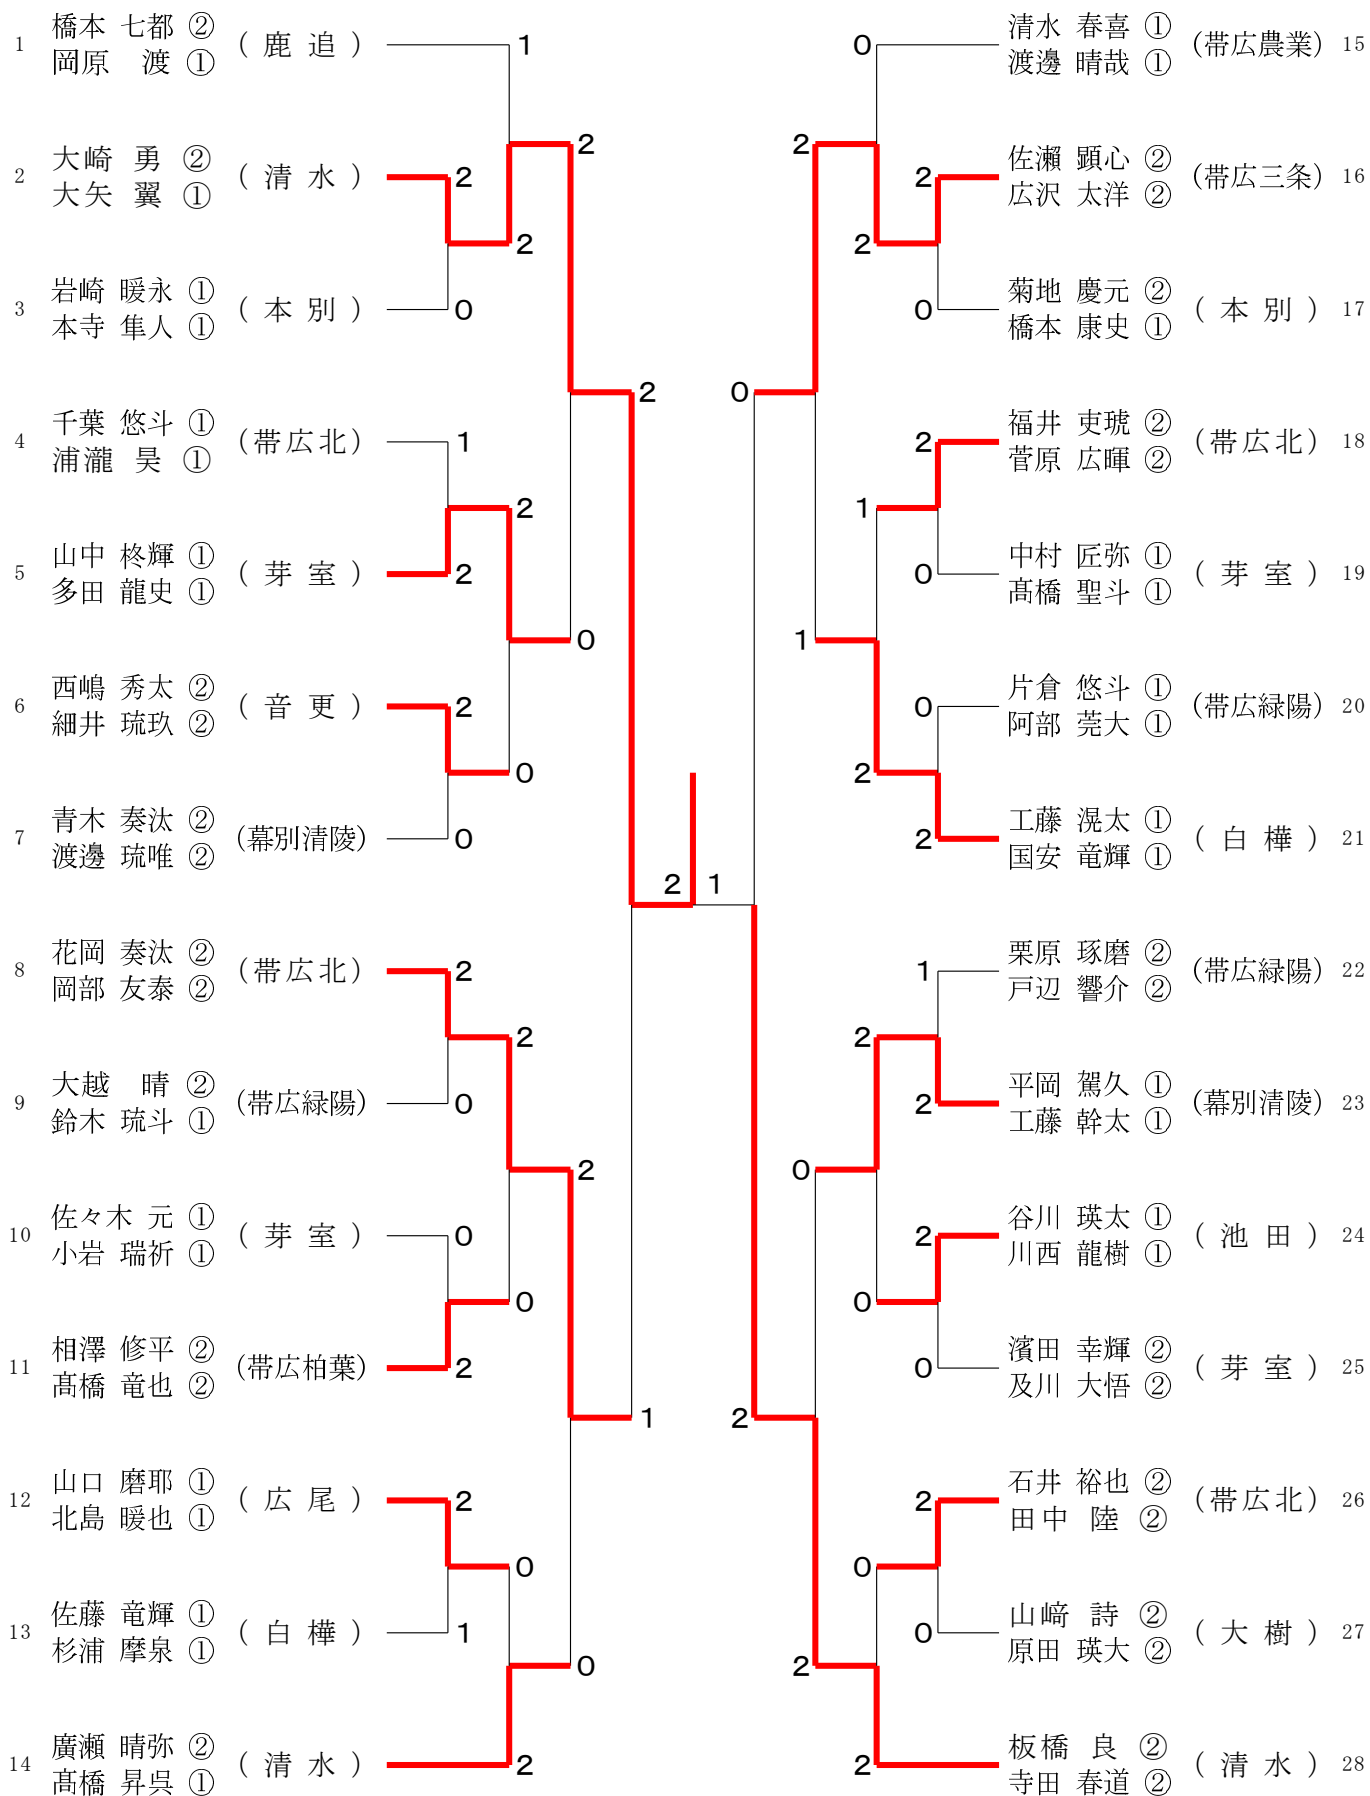 1 橋本 七都 ② (鹿追) 1
岡原 渡 ①
2 大崎 勇 ② (清水) 2
大矢 翼 ①
2
2
3 岩崎 暖永 ① (本別) 0
本寺 隼人 ①
2
4 千葉 悠斗 ① (帯広北) 1
浦瀧 昊 ①
2
5 山中 柊輝 ① (芽室) 2
多田 龍史 ①
0
6 西嶋 秀太 ② (音更) 2
細井 琉玖 ②
0
7 青木 奏汰 ② (幕別清陵) 0
渡邊 琉唯 ②
2 1
8 花岡 奏汰 ② (帯広北) 2
岡部 友泰 ②
2
9 大越 晴 ② (帯広緑陽) 0
鈴木 琉斗 ①
2
10 佐々木 元 ① (芽室) 0
小岩 瑞祈 ①
0
11 相澤 修平 ② (帯広柏葉) 2
髙橋 竜也 ②
1
12 山口 磨耶 ① (広尾) 2
北島 暖也 ①
0
13 佐藤 竜輝 ① (白樺) 1
杉浦 摩泉 ①
0
14 廣瀬 晴弥 ② (清水) 2
髙橋 昇呉 ①
0 清水 春喜 ① (帯広農業) 15
渡邊 晴哉 ①
2
2 佐瀬 顕心 ② (帯広三条) 16
広沢 太洋 ②
2
0 菊地 慶元 ② (本別) 17
橋本 康史 ①
0
2 福井 吏琥 ② (帯広北) 18
菅原 広暉 ②
1
0 中村 匠弥 ① (芽室) 19
髙橋 聖斗 ①
1
0 片倉 悠斗 ① (帯広緑陽) 20
阿部 莞大 ①
2
2 工藤 滉太 ① (白樺) 21
国安 竜輝 ①
1 栗原 琢磨 ② (帯広緑陽) 22
戸辺 響介 ②
2
2 平岡 駕久 ① (幕別清陵) 23
工藤 幹太 ①
0
2 谷川 瑛太 ① (池田) 24
川西 龍樹 ①
0
0 濱田 幸輝 ② (芽室) 25
及川 大悟 ②
2
2 石井 裕也 ② (帯広北) 26
田中 陸 ②
0
0 山﨑 詩 ② (大樹) 27
原田 瑛大 ②
2
2 板橋 良 ② (清水) 28
寺田 春道 ②